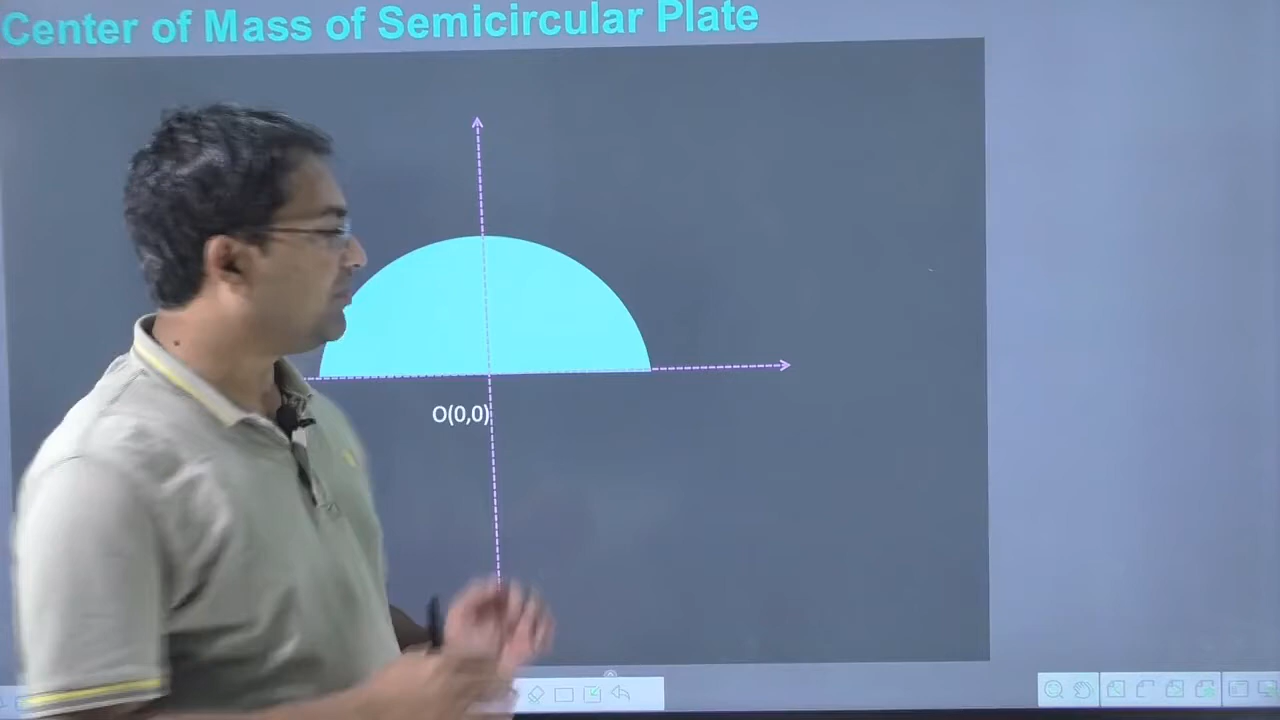 Center of Mass of Semicircular Plate
O(0,0)